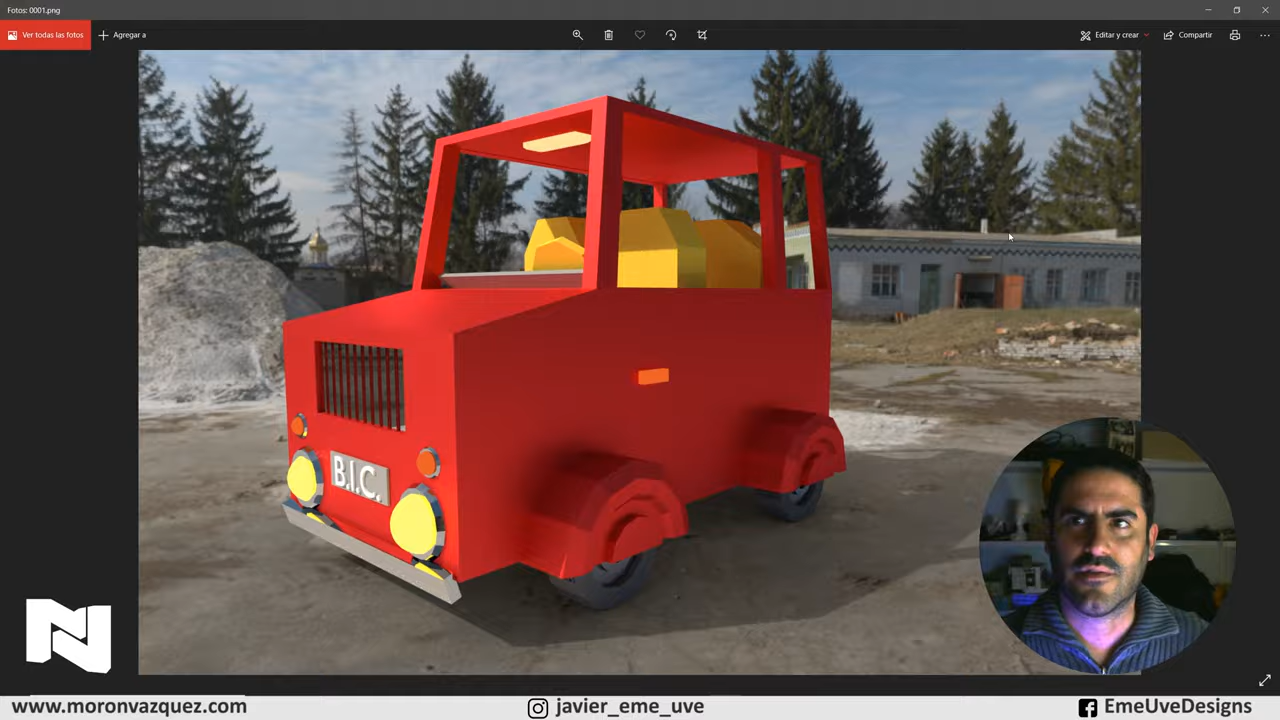 Fotos: 0001.png
Ver todas las fotos
Agregar a
Editar y crear
Compartir
B.I.C.
N
www.moronvazquez.com
javier_eme_uve
EmeUveDesigns